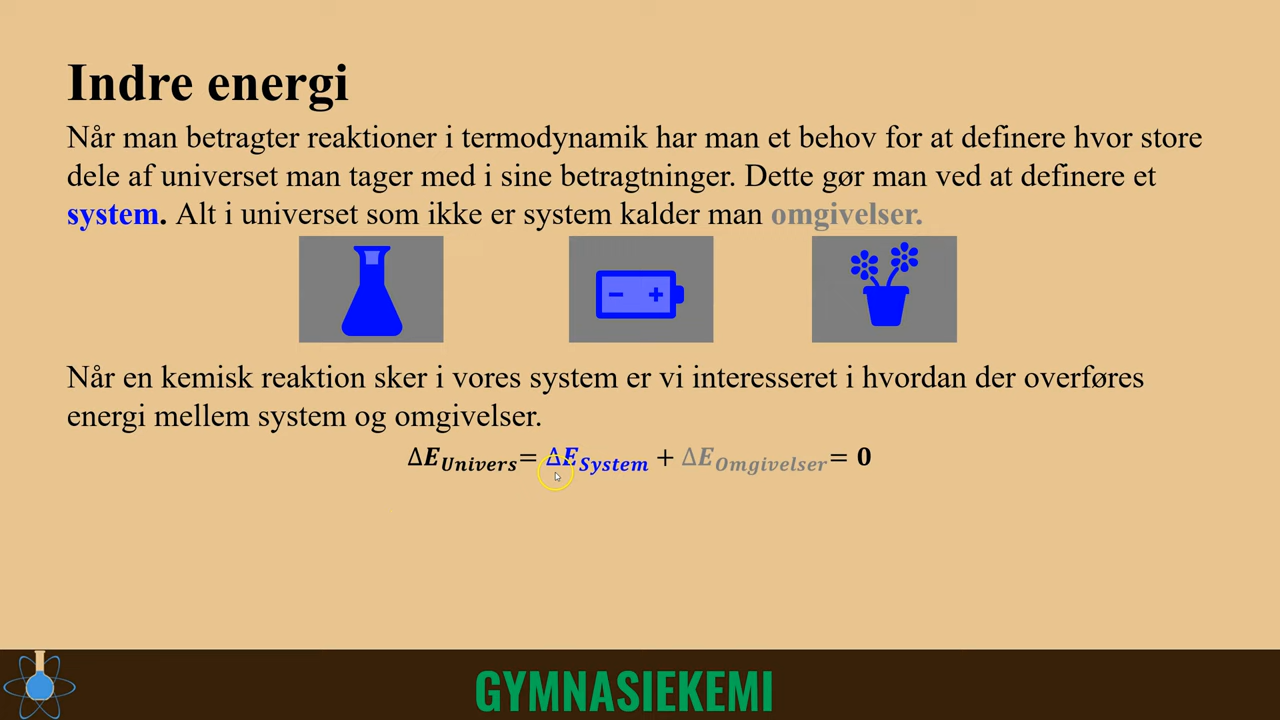 Indre energi
Når man betragter reaktioner i termodynamik har man et behov for at definere hvor store
dele af universet man tager med i sine betragtninger. Dette gør man ved at definere et
system. Alt i universet som ikke er system kalder man omgivelser.
− +
Når en kemisk reaktion sker i vores system er vi interesseret i hvordan der overføres
energi mellem system og omgivelser.
ΔE_Univers = ΔE_System + ΔE_Omgivelser = 0
GYMNASIEKEMI